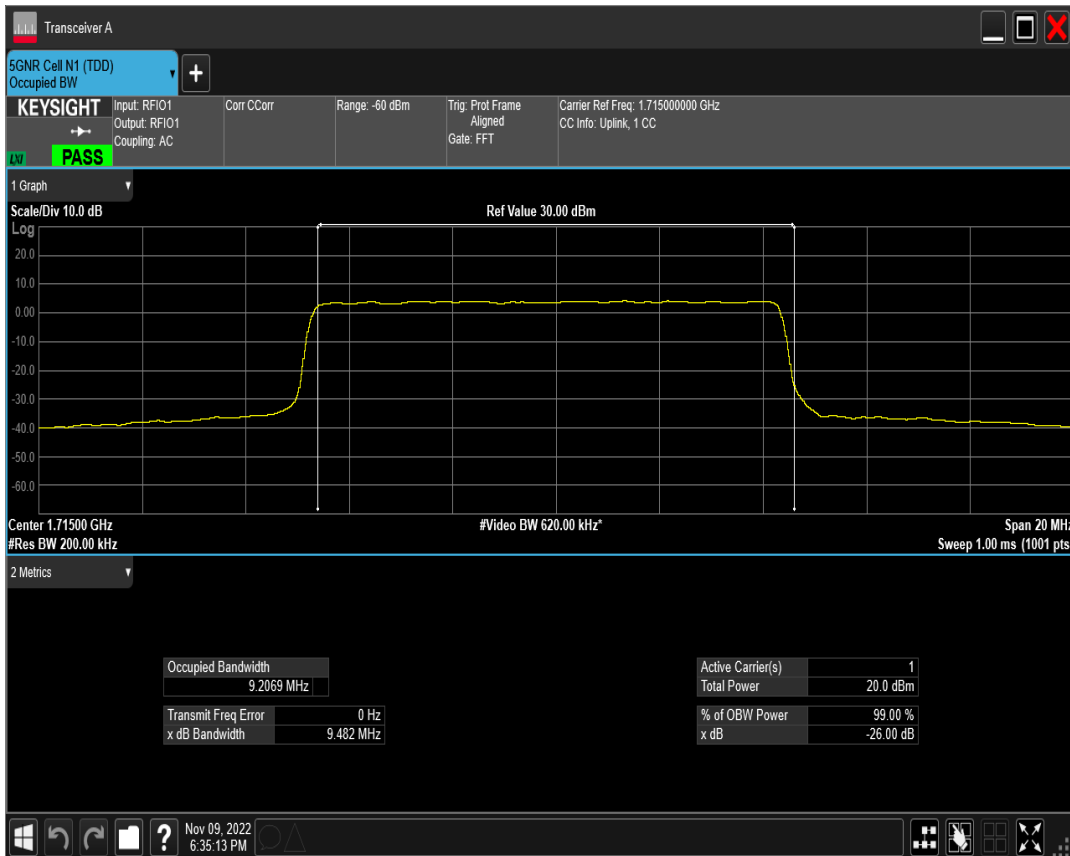 Transceiver A
5GNR Cell N1 (TDD)
Occupied BW
+
KEYSIGHT
LXI
PASS
Input: RFIO1
Output: RFIO1
Coupling: AC
Corr CCorr
Range: -60 dBm
Trig: Prot Frame
Aligned
Gate: FFT
Carrier Ref Freq: 1.715000000 GHz
CC Info: Uplink, 1 CC
1 Graph
Scale/Div 10.0 dB
Ref Value 30.00 dBm
Log
20.0
10.0
0.00
-10.0
-20.0
-30.0
-40.0
-50.0
-60.0
Center 1.71500 GHz
#Video BW 620.00 kHz*
Span 20 MHz
#Res BW 200.00 kHz
Sweep 1.00 ms (1001 pts
2 Metrics
Occupied Bandwidth
9.2069 MHz
Transmit Freq Error 0 Hz
x dB Bandwidth 9.482 MHz
Active Carrier(s) 1
Total Power 20.0 dBm
% of OBW Power 99.00 %
x dB -26.00 dB
?
Nov 09, 2022
6:35:13 PM